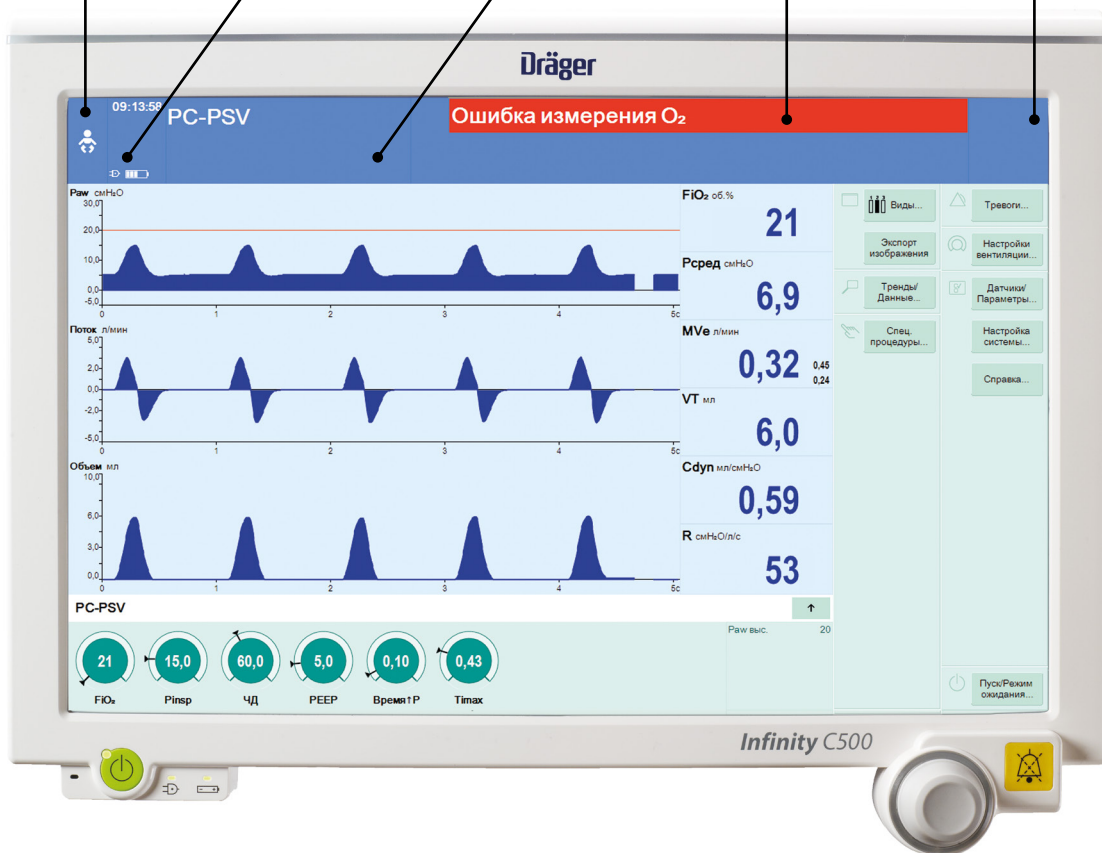 Dräger
09:13:58
PC-PSV
Ошибка измерения O₂
Paw смH₂O
30,0
20,0
10,0
0,0
-5,0
0 1 2 3 4 5с
Поток л/мин
5,0
2,0
0,0
-2,0
-5,0
0 1 2 3 4 5с
Объем мл
10,0
6,0
3,0
0,0
0 1 2 3 4 5с
FiO₂ об.%
21
Pсред смH₂O
6,9
MVe л/мин
0,32
0,45
0,24
VT мл
6,0
Cdyn мл/смH₂O
0,59
R смH₂O/л/с
53
1 2 3
Виды...
Экспорт
изображения
Тренды/
Данные...
Спец.
процедуры...
Тревоги...
Настройки
вентиляции...
Датчики/
Параметры...
Настройка
системы...
Справка...
Пуск/Режим
ожидания...
PC-PSV
Paw выс. 20
21 15,0 60,0 5,0 0,10 0,43
FiO₂ Pinsp ЧД PEEP Время↑P Timax
Infinity C500